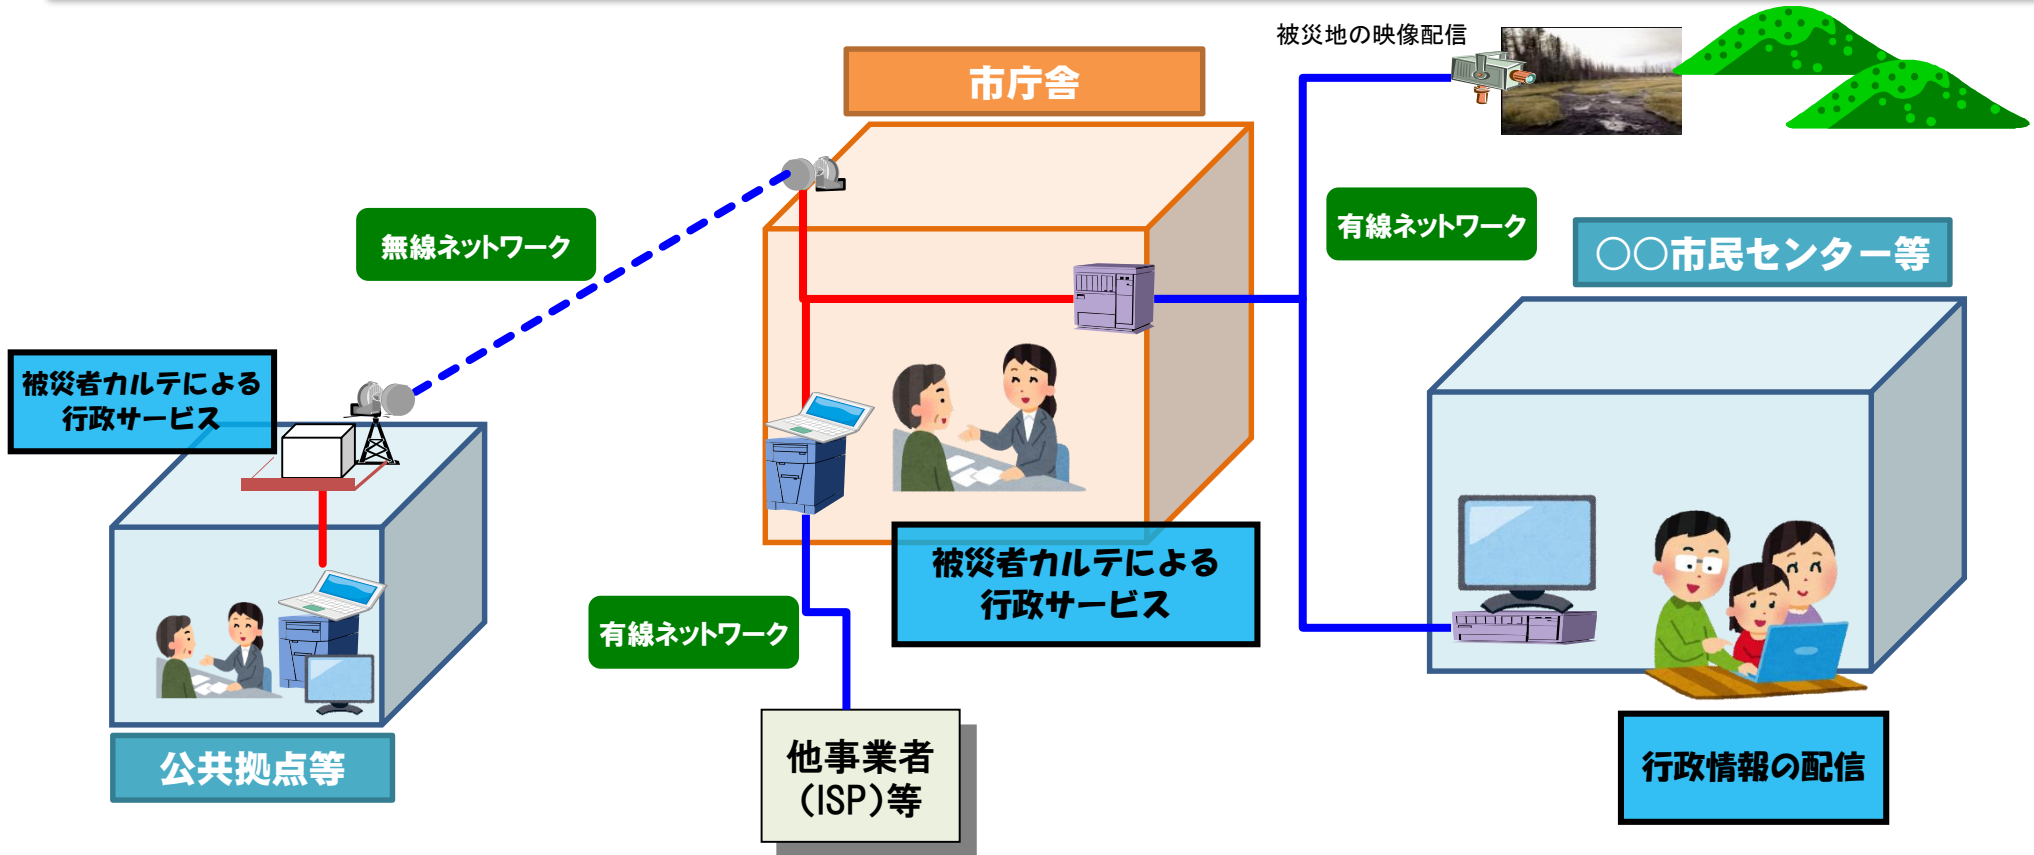 被災地の映像配信
市庁舎
無線ネットワーク
有線ネットワーク
○○市民センター等
被災者カルテによる
行政サービス
被災者カルテによる
行政サービス
有線ネットワーク
他事業者
(ISP)等
公共拠点等
行政情報の配信